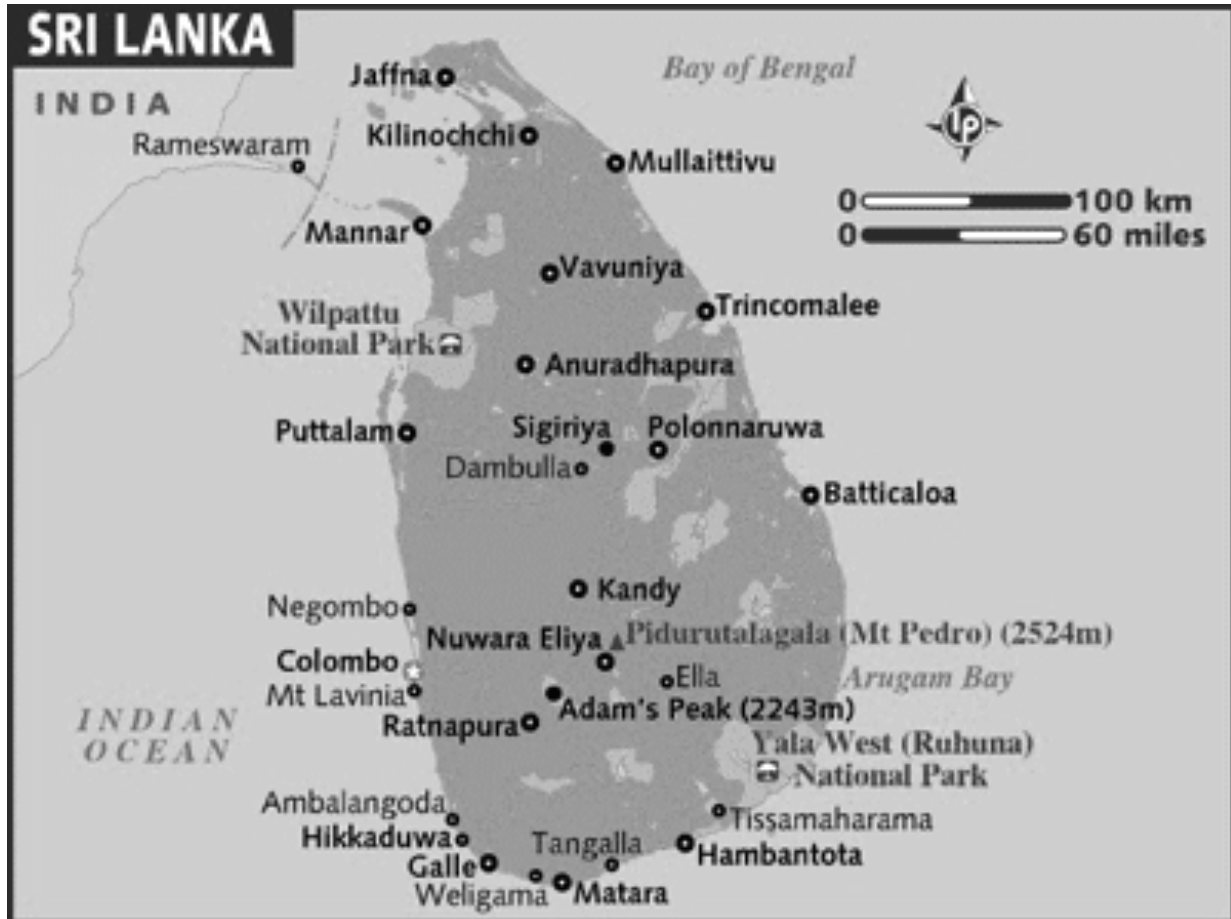 SRI LANKA
Jaffna
Bay of Bengal
INDIA
Rameswaram
Kilinochchi
LP
Mullaittivu
0 100 km
0 60 miles
Mannar
Vavuniya
Trincomalee
Wilpattu
National Park
Anuradhapura
Puttalam
Sigiriya
Polonnaruwa
Dambulla
Batticaloa
Kandy
Negombo
Nuwara Eliya
Pidurutalagala (Mt Pedro) (2524m)
Colombo
Ella
Arugam Bay
Mt Lavinia
Adam's Peak (2243m)
INDIAN
OCEAN
Ratnapura
Yala West (Ruhuna)
National Park
Ambalangoda
Tissamaharama
Hikkaduwa
Tangalla
Hambantota
Galle
Weligama
Matara